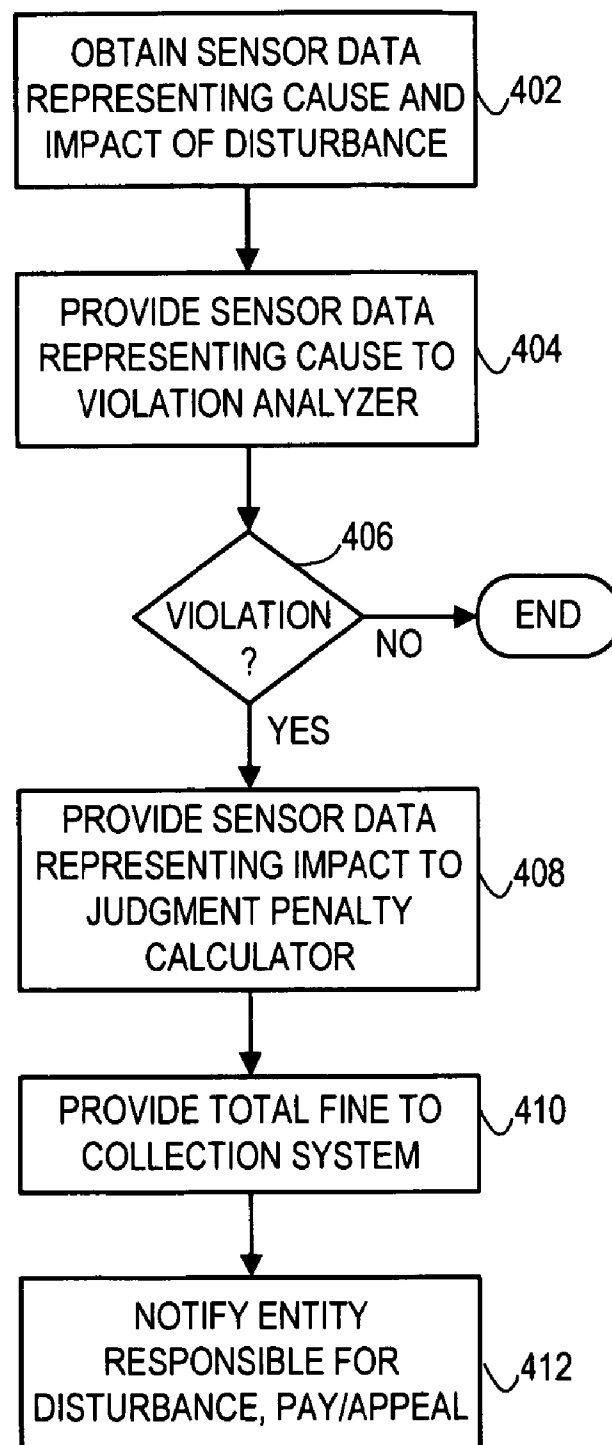 OBTAIN SENSOR DATA
REPRESENTING CAUSE AND
IMPACT OF DISTURBANCE
402
PROVIDE SENSOR DATA
REPRESENTING CAUSE TO
VIOLATION ANALYZER
404
406
VIOLATION
?
NO
END
YES
PROVIDE SENSOR DATA
REPRESENTING IMPACT TO
JUDGMENT PENALTY
CALCULATOR
408
PROVIDE TOTAL FINE TO
COLLECTION SYSTEM
410
NOTIFY ENTITY
RESPONSIBLE FOR
DISTURBANCE, PAY/APPEAL
412